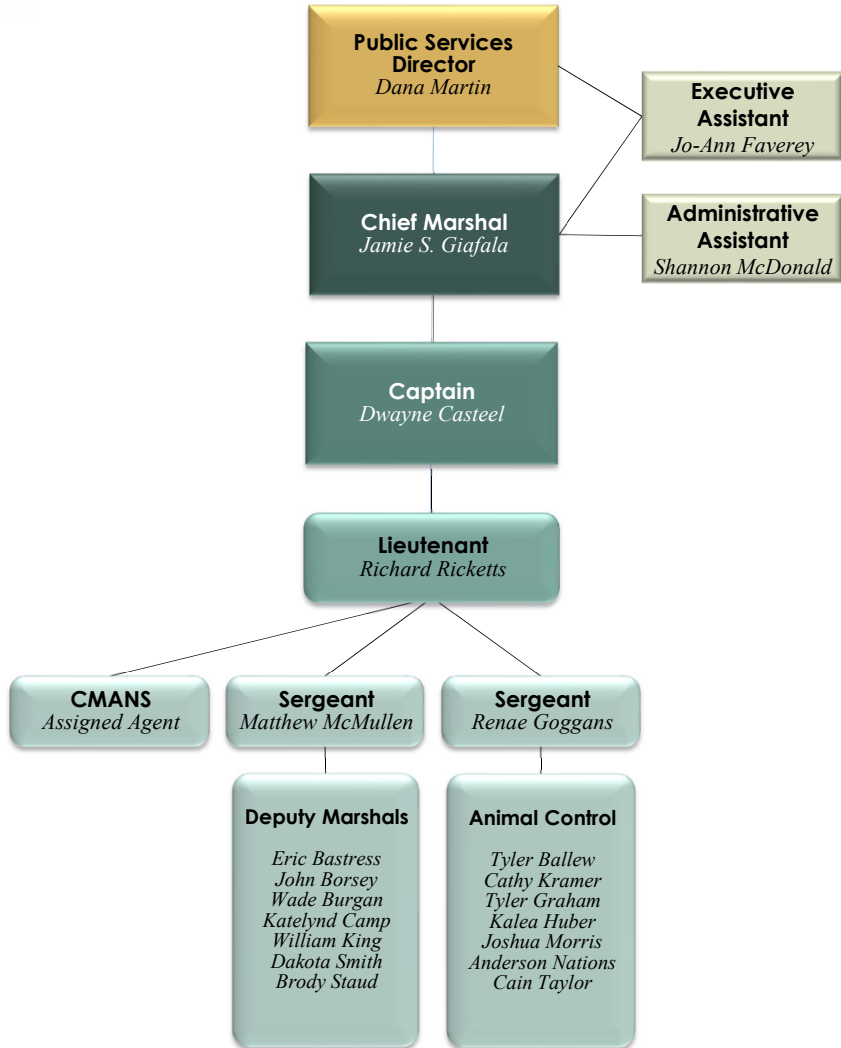 Public Services
Director
Dana Martin
Executive
Assistant
Jo-Ann Faverey
Chief Marshal
Jamie S. Giafala
Administrative
Assistant
Shannon McDonald
Captain
Dwayne Casteel
Lieutenant
Richard Ricketts
CMANS
Assigned Agent
Sergeant
Matthew McMullen
Sergeant
Renae Goggans
Deputy Marshals
Eric Bastress
John Borsey
Wade Burgan
Katelynd Camp
William King
Dakota Smith
Brody Staud
Animal Control
Tyler Ballew
Cathy Kramer
Tyler Graham
Kalea Huber
Joshua Morris
Anderson Nations
Cain Taylor